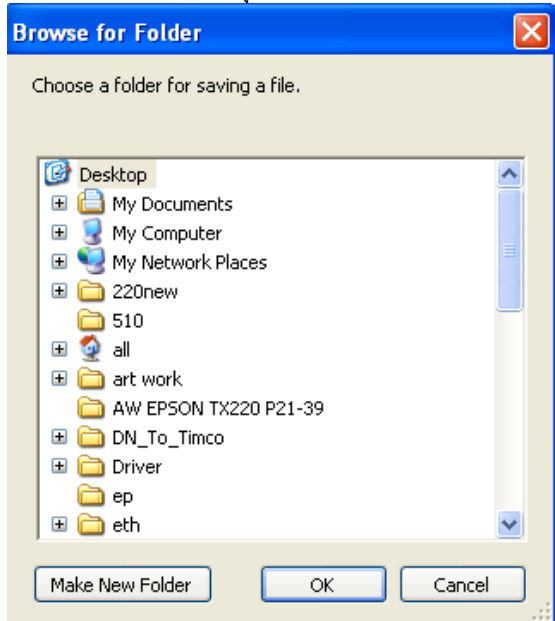 Browse for Folder
Choose a folder for saving a file.
Desktop
My Documents
My Computer
My Network Places
220new
510
all
art work
AW EPSON TX220 P21-39
DN_To_Timco
Driver
ep
eth
Make New Folder OK Cancel